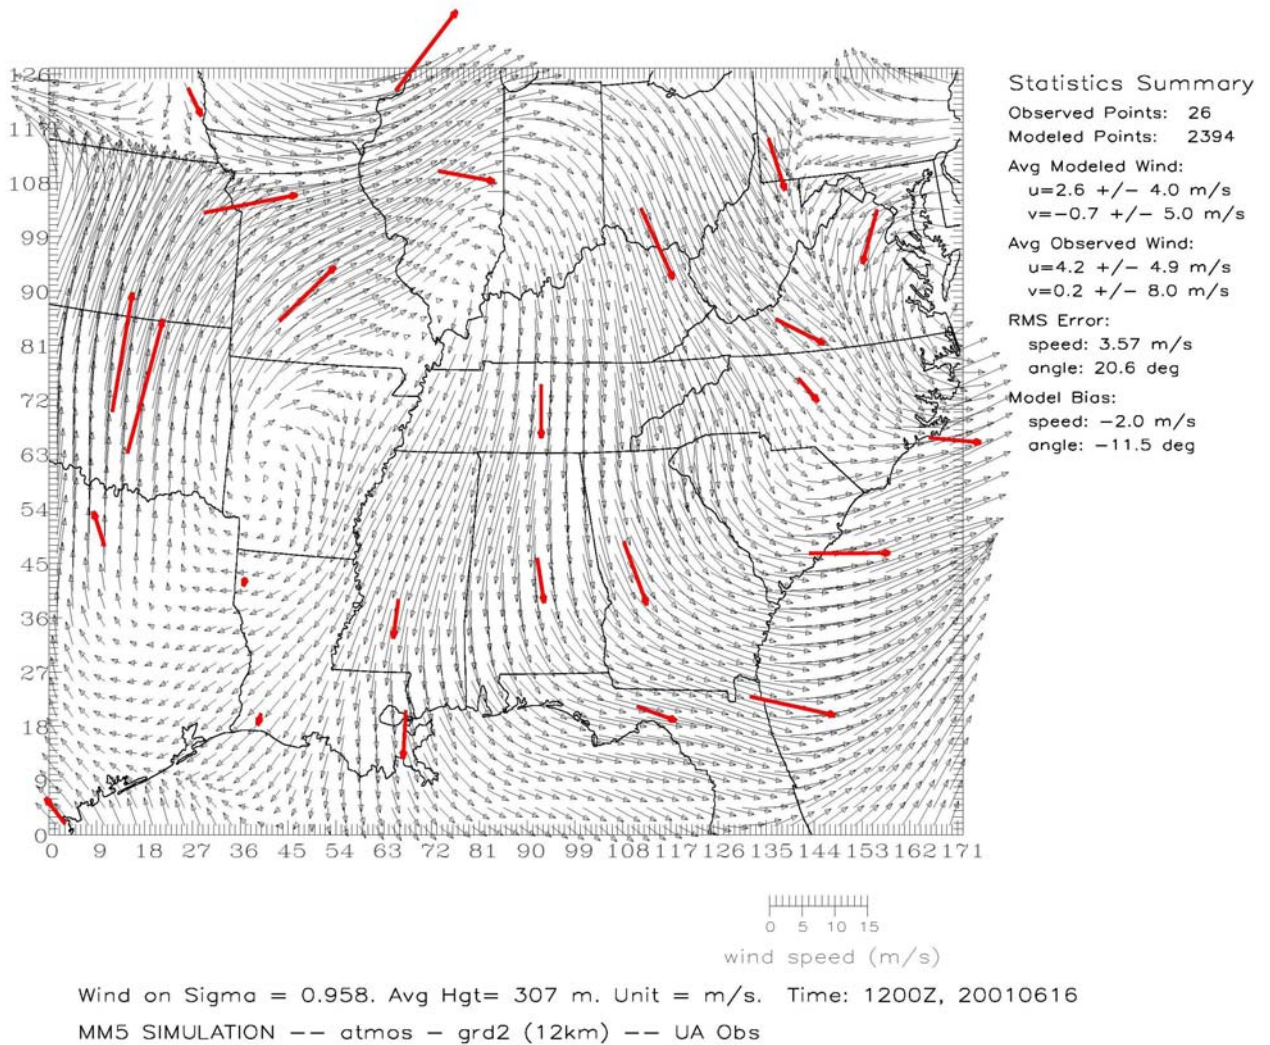 Statistics Summary
Observed Points: 26
Modeled Points: 2394
Avg Modeled Wind:
u=2.6 +/- 4.0 m/s
v=-0.7 +/- 5.0 m/s
Avg Observed Wind:
u=4.2 +/- 4.9 m/s
v=0.2 +/- 8.0 m/s
RMS Error:
speed: 3.57 m/s
angle: 20.6 deg
Model Bias:
speed: -2.0 m/s
angle: -11.5 deg
126
117
108
99
90
81
72
63
54
45
36
27
18
9
0
0 9 18 27 36 45 54 63 72 81 90 99 108 117 126 135 144 153 162 171
0 5 10 15
wind speed (m/s)
Wind on Sigma = 0.958. Avg Hgt= 307 m. Unit = m/s. Time: 1200Z, 20010616
MM5 SIMULATION -- atmos - grd2 (12km) -- UA Obs